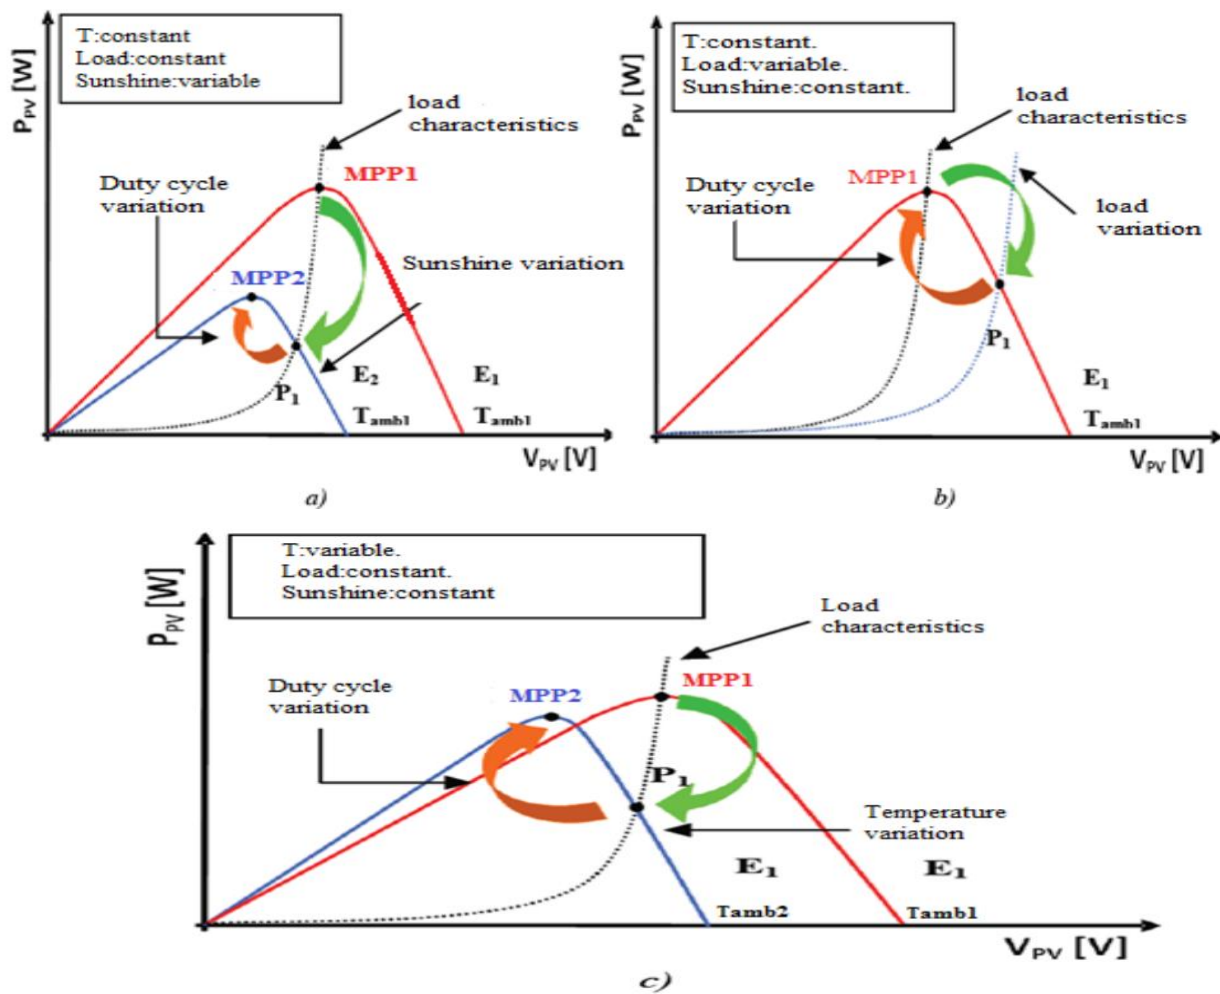 T:constant
Load:constant
Sunshine:variable
P_PV [W]
load
characteristics
Duty cycle
variation
MPP1
MPP2
Sunshine variation
P₁
E₂
E₁
Tamb1
Tamb1
V_PV [V]
a)
T:constant.
Load:variable.
Sunshine:constant.
P_PV [W]
load
characteristics
MPP1
Duty cycle
variation
load
variation
P₁
E₁
Tamb1
V_PV [V]
b)
T:variable.
Load:constant.
Sunshine:constant
P_PV [W]
Load
characteristics
Duty cycle
variation
MPP2
MPP1
P₁
Temperature
variation
E₁
E₁
Tamb2
Tamb1
V_PV [V]
c)